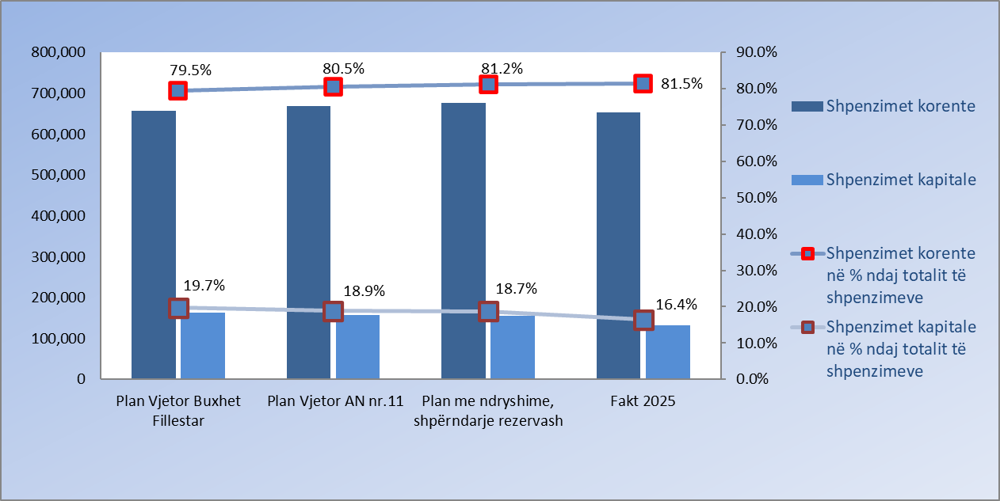 800,000
700,000
600,000
500,000
400,000
300,000
200,000
100,000
0
79.5%
80.5%
81.2%
81.5%
19.7%
18.9%
18.7%
16.4%
90.0%
80.0%
70.0%
60.0%
50.0%
40.0%
30.0%
20.0%
10.0%
0.0%
Plan Vjetor Buxhet
Fillestar
Plan Vjetor AN nr.11
Plan me ndryshime,
shpërndarje rezervash
Fakt 2025
Shpenzimet korente
Shpenzimet kapitale
Shpenzimet korente
në % ndaj totalit të
shpenzimeve
Shpenzimet kapitale
në % ndaj totalit të
shpenzimeve